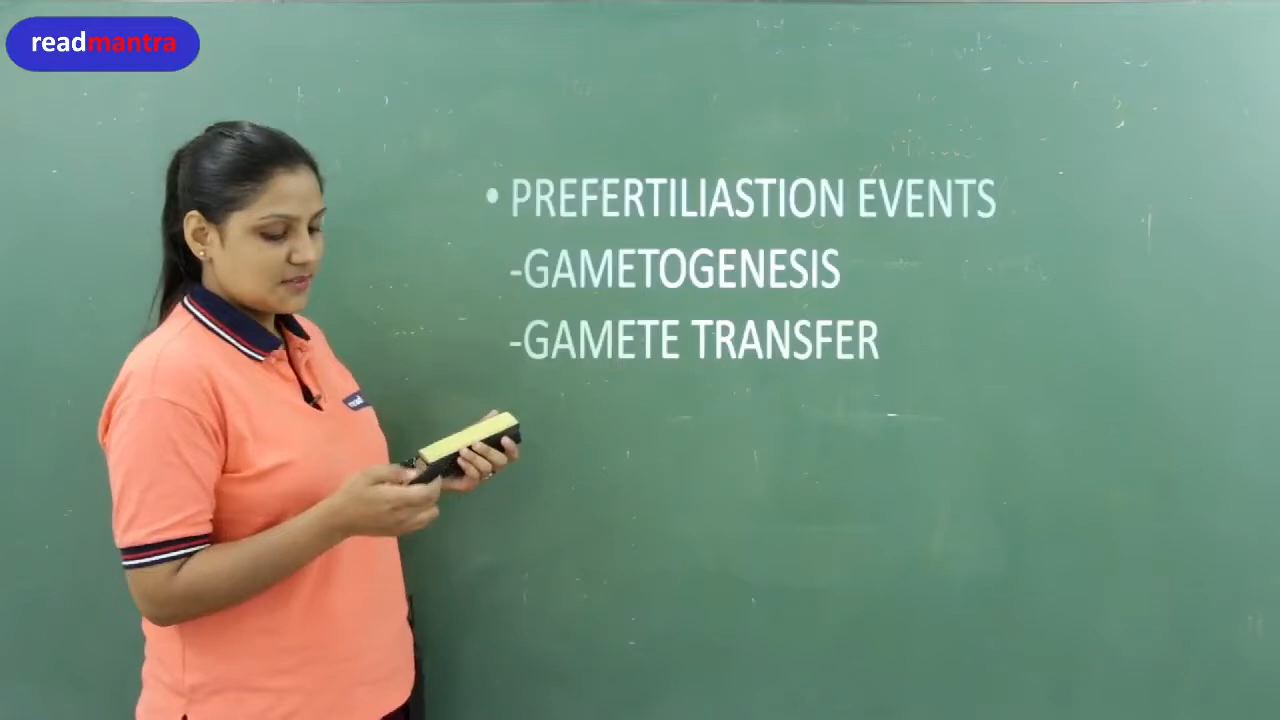 readmantra
• PREFERTILIASTION EVENTS
-GAMETOGENESIS
-GAMETE TRANSFER